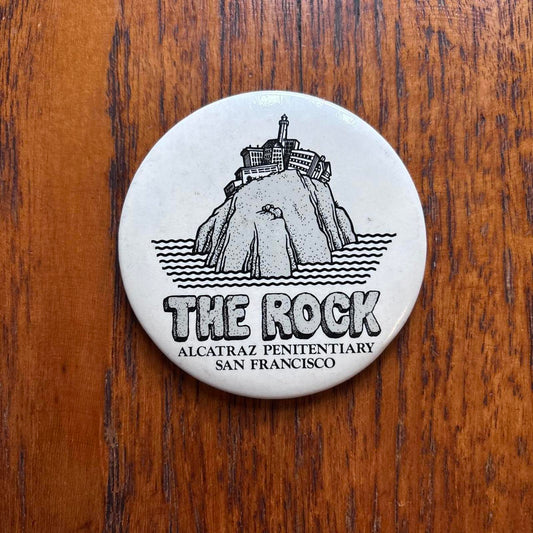 THE ROCK
ALCATRAZ PENITENTIARY
SAN FRANCISCO